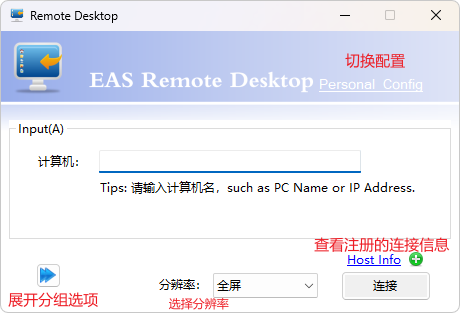 Remote Desktop
切换配置
EAS Remote Desktop
Personal Config
Input(A)
计算机：
Tips: 请输入计算机名，such as PC Name or IP Address.
查看注册的连接信息
Host Info
展开分组选项
分辨率：
全屏
连接
选择分辨率